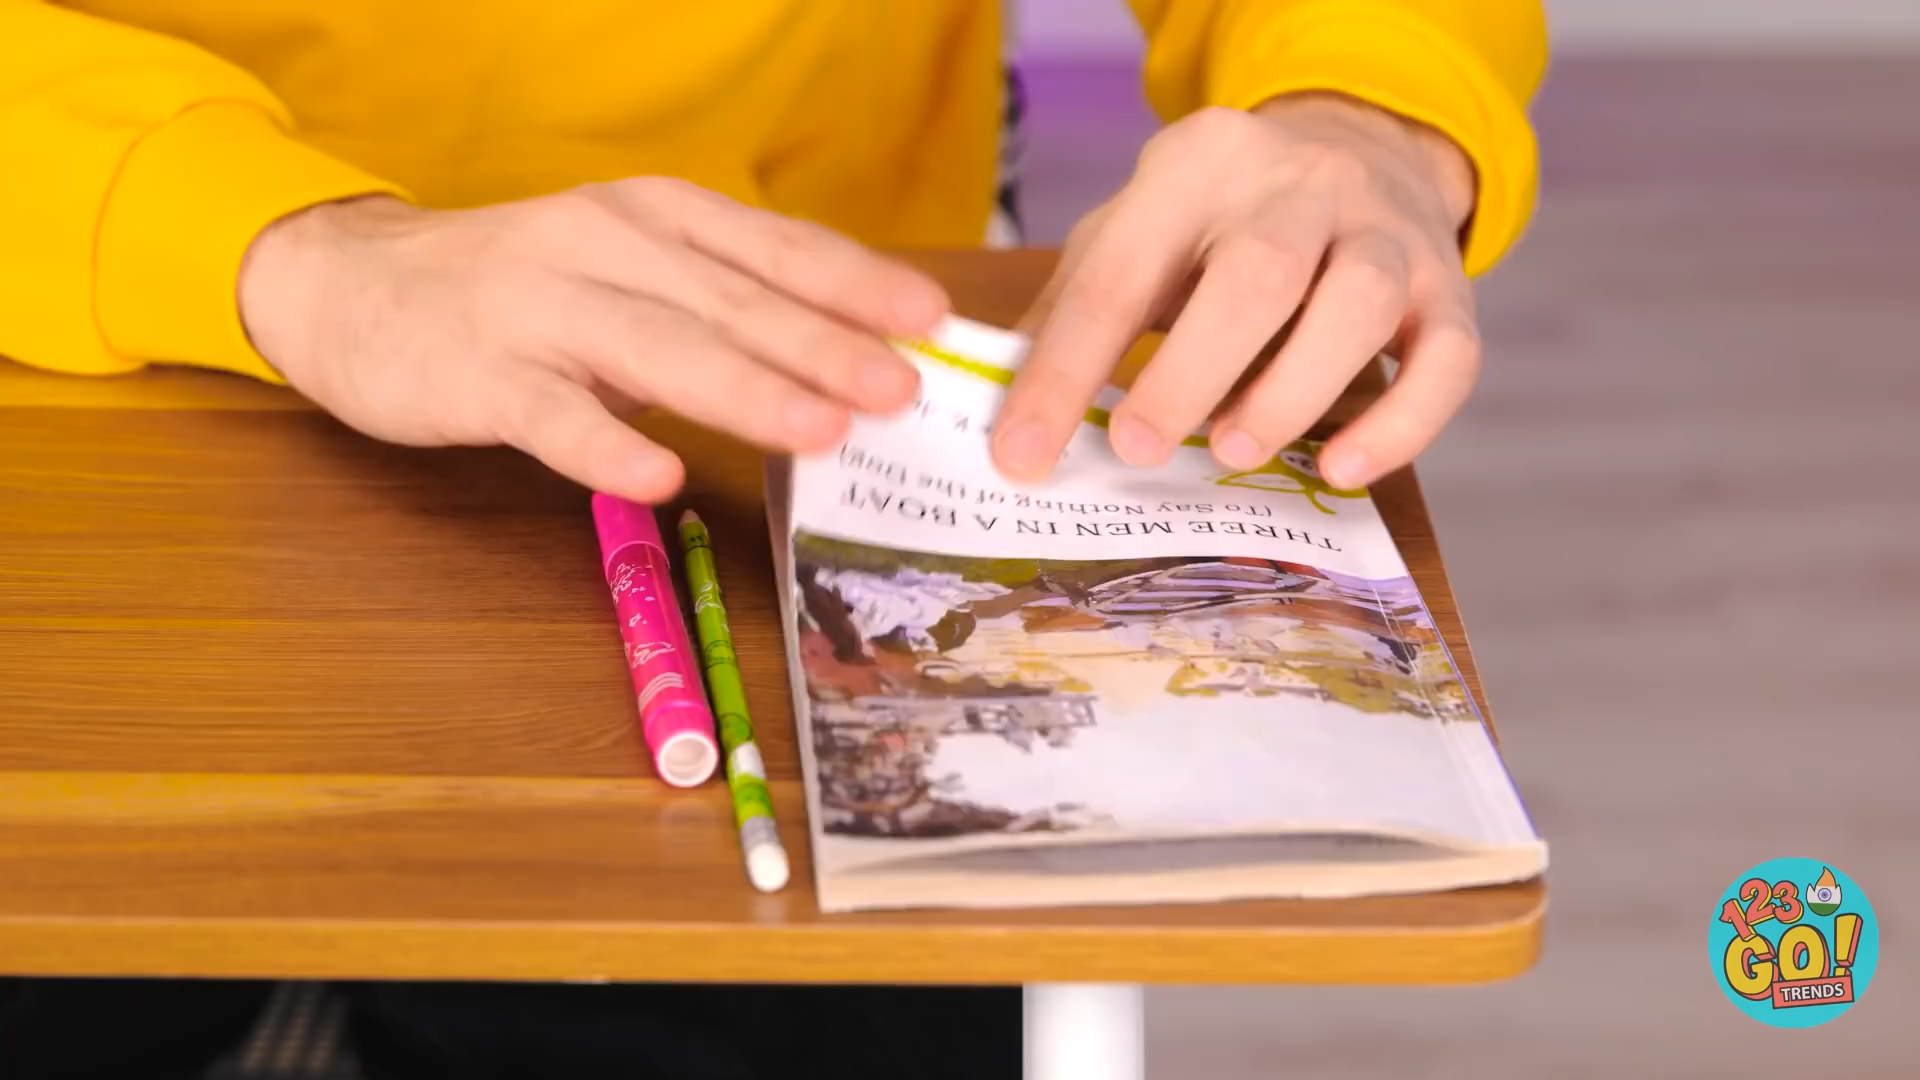 THREE MEN IN A BOAT
(To Say Nothing of the Dog)
K.
123
GO!
TRENDS